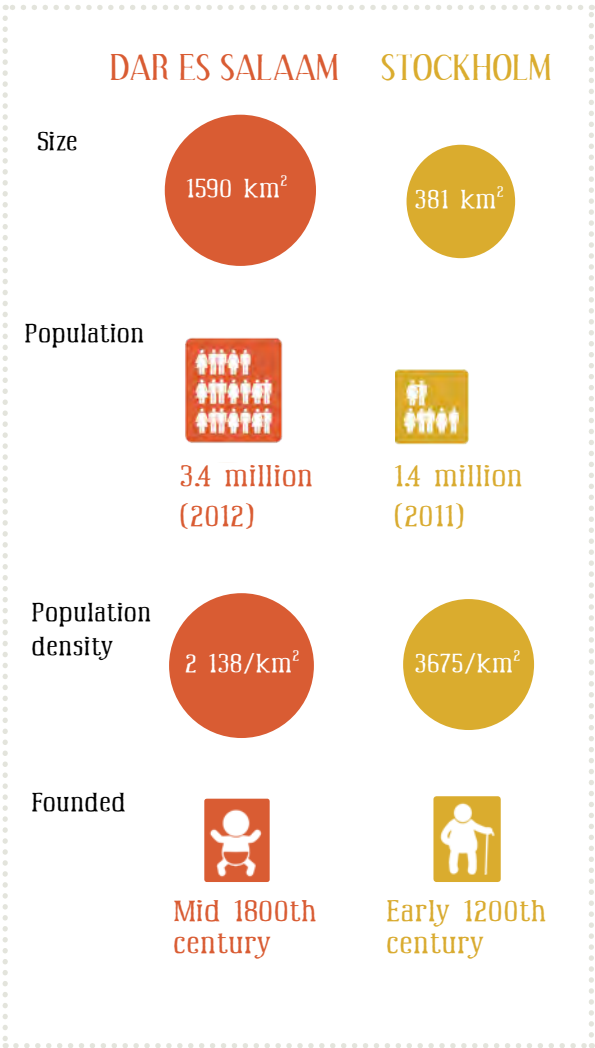 DAR ES SALAAM STOCKHOLM
Size
1590 km²
381 km²
Population
3.4 million
(2012)
1.4 million
(2011)
Population
density
2 138/km²
3675/km²
Founded
Mid 1800th
century
Early 1200th
century